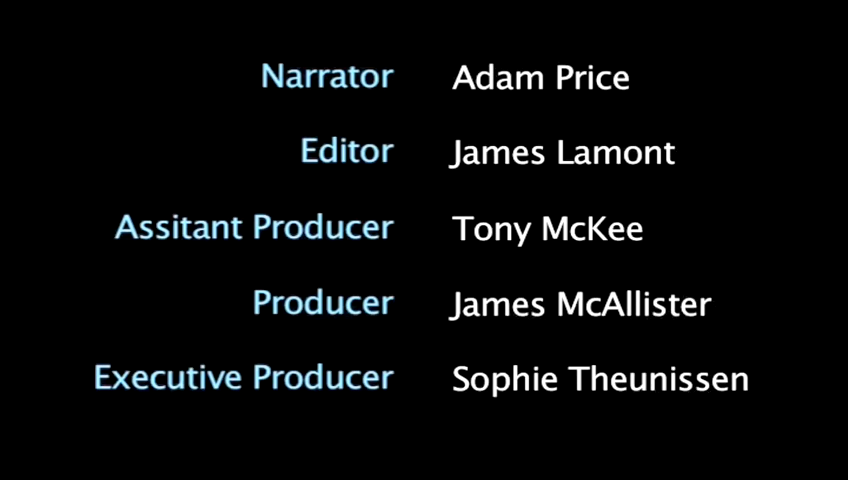 Narrator Adam Price
Editor James Lamont
Assitant Producer Tony McKee
Producer James McAllister
Executive Producer Sophie Theunissen